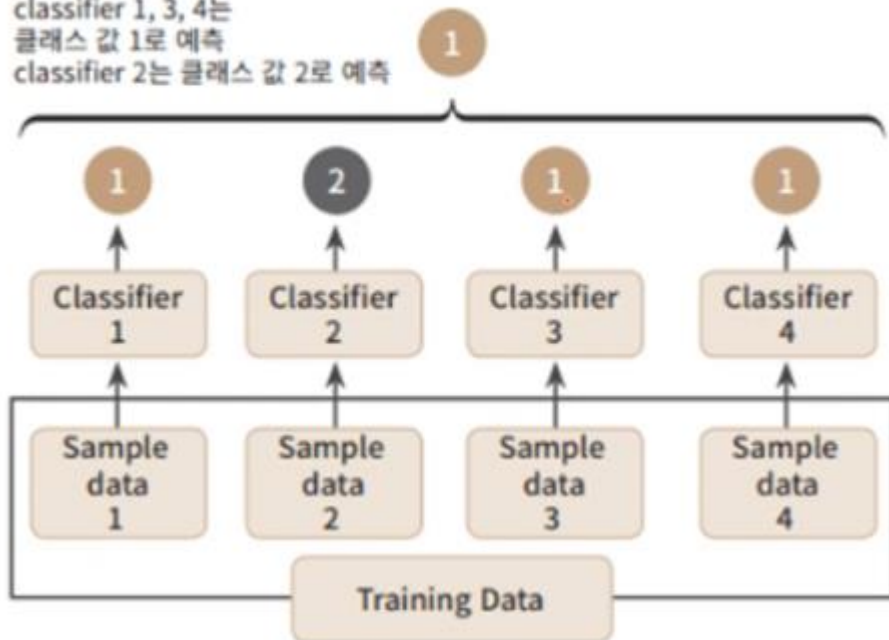 classifier 1, 3, 4는
클래스 값 1로 예측
classifier 2는 클래스 값 2로 예측
1
1
2
1
1
Classifier
1
Classifier
2
Classifier
3
Classifier
4
Sample
data
1
Sample
data
2
Sample
data
3
Sample
data
4
Training Data